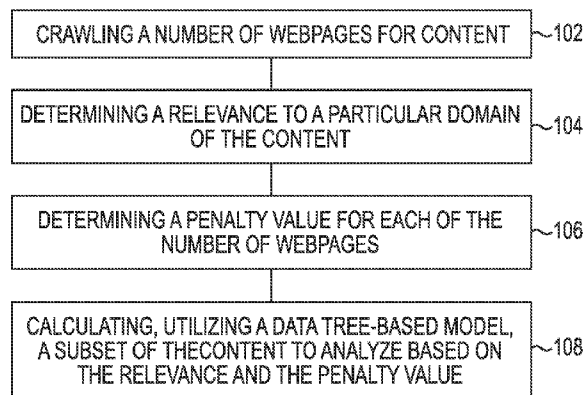 CRAWLING A NUMBER OF WEBPAGES FOR CONTENT
102
DETERMINING A RELEVANCE TO A PARTICULAR DOMAIN
OF THE CONTENT
104
DETERMINING A PENALTY VALUE FOR EACH OF THE
NUMBER OF WEBPAGES
106
CALCULATING, UTILIZING A DATA TREE-BASED MODEL,
A SUBSET OF THECONTENT TO ANALYZE BASED ON
THE RELEVANCE AND THE PENALTY VALUE
108